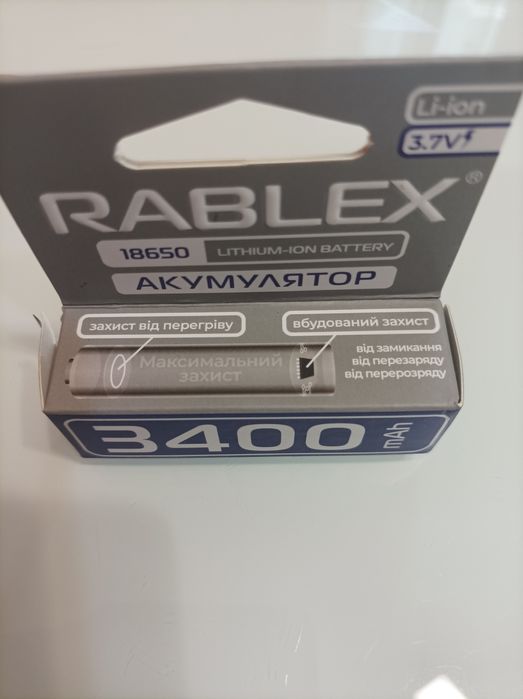 Li-ion
3.7V
RABLEX®
18650 LITHIUM-ION BATTERY
АКУМУЛЯТОР
захист від перегріву
вбудований захист
Максимальний
захист
від замикання
від перезаряду
від перерозряду
3400 mAh